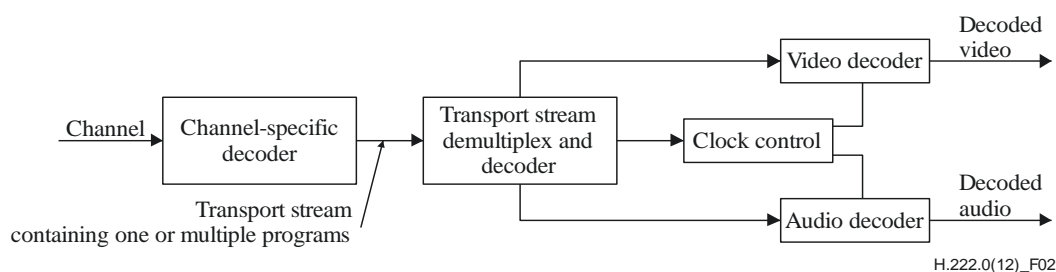 Channel
Channel-specific
decoder
Transport stream
containing one or multiple programs
Transport stream
demultiplex and
decoder
Clock control
Video decoder
Decoded
video
Audio decoder
Decoded
audio
H.222.0(12)_F02